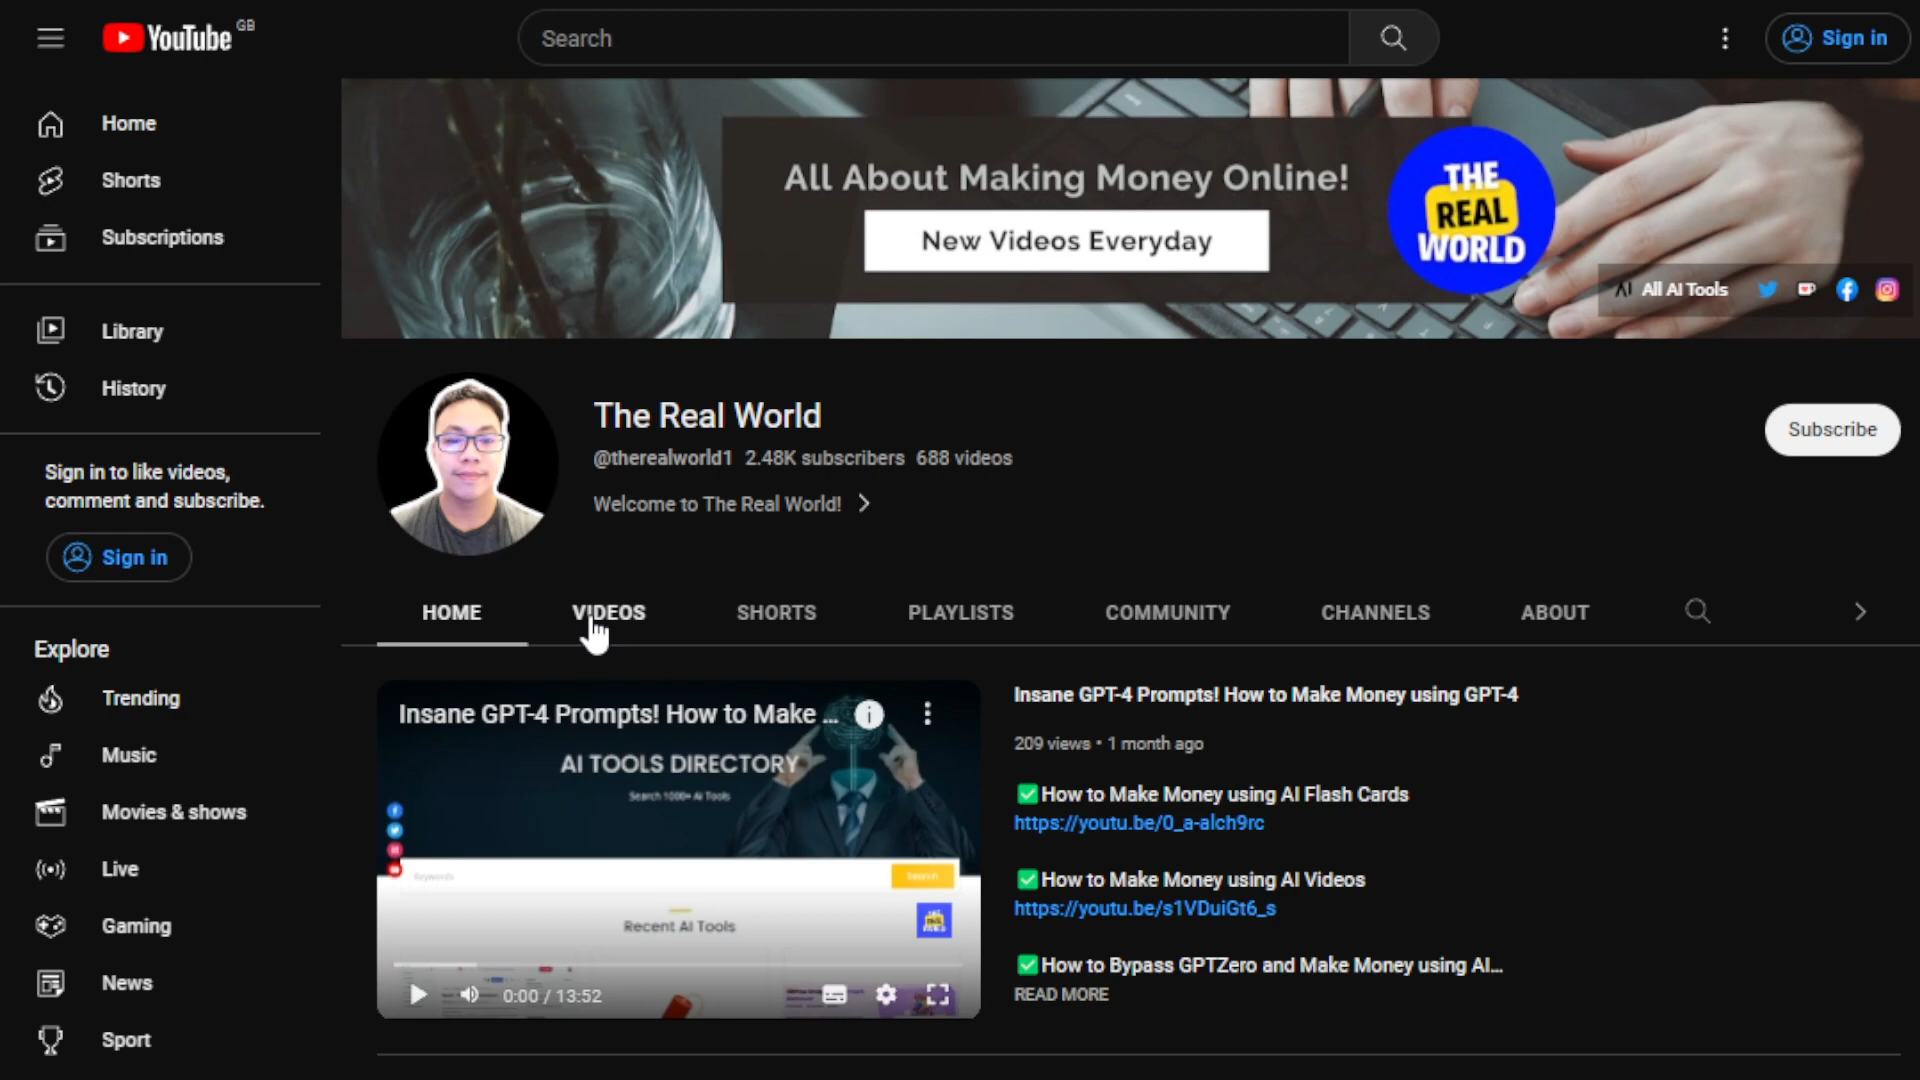 YouTube GB
Search
Sign in
Home
Shorts
Subscriptions
Library
History
Sign in to like videos,
comment and subscribe.
Sign in
Explore
Trending
Music
Movies & shows
Live
Gaming
News
Sport
All About Making Money Online!
New Videos Everyday
THE
REAL
WORLD
All AI Tools
The Real World
@therealworld1 2.48K subscribers 688 videos
Welcome to The Real World!
Subscribe
HOME VIDEOS SHORTS PLAYLISTS COMMUNITY CHANNELS ABOUT
Insane GPT-4 Prompts! How to Make ...
AI TOOLS DIRECTORY
Search 1000+ AI Tools
Keywords
Search
Recent AI Tools
0:00 / 13:52
Insane GPT-4 Prompts! How to Make Money using GPT-4
209 views • 1 month ago
✅How to Make Money using AI Flash Cards
https://youtu.be/0_a-alch9rc
✅How to Make Money using AI Videos
https://youtu.be/s1VDuiGt6_s
✅How to Bypass GPTZero and Make Money using AI...
READ MORE